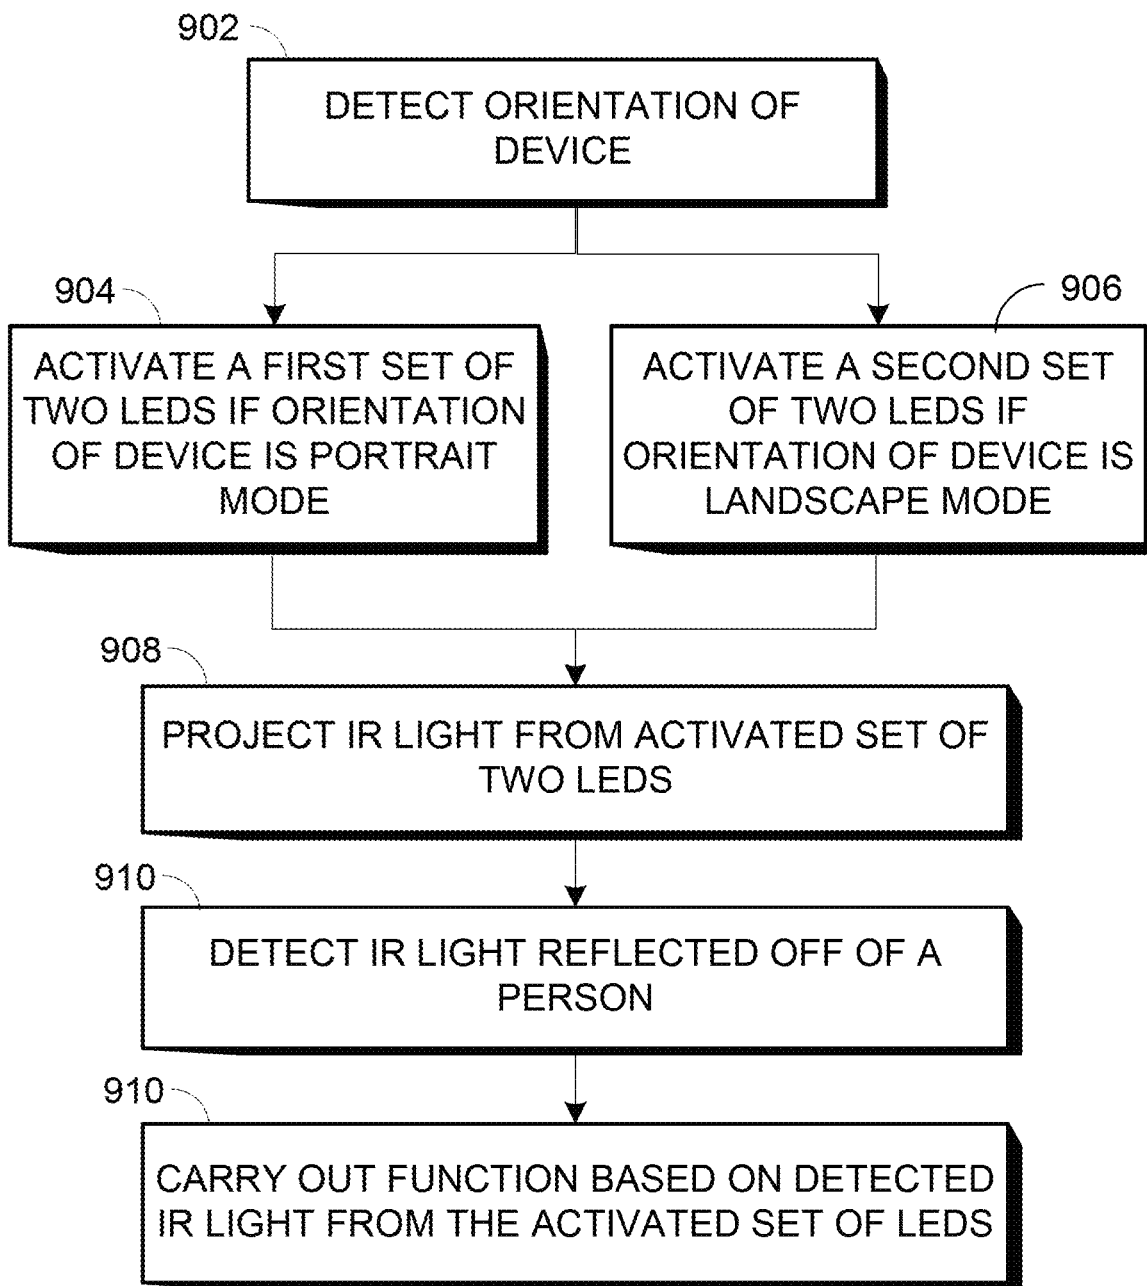 902
DETECT ORIENTATION OF
DEVICE
904
ACTIVATE A FIRST SET OF
TWO LEDS IF ORIENTATION
OF DEVICE IS PORTRAIT
MODE
906
ACTIVATE A SECOND SET
OF TWO LEDS IF
ORIENTATION OF DEVICE IS
LANDSCAPE MODE
908
PROJECT IR LIGHT FROM ACTIVATED SET OF
TWO LEDS
910
DETECT IR LIGHT REFLECTED OFF OF A
PERSON
910
CARRY OUT FUNCTION BASED ON DETECTED
IR LIGHT FROM THE ACTIVATED SET OF LEDS